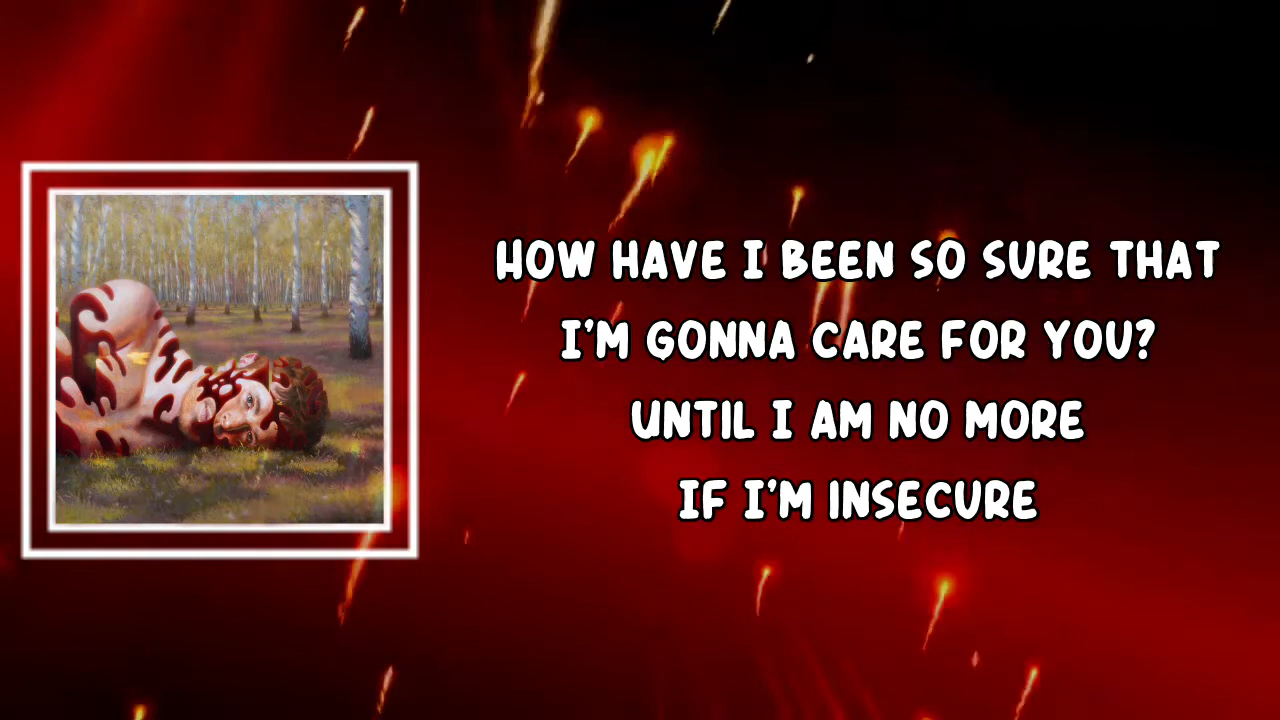 HOW HAVE I BEEN SO SURE THAT
I'M GONNA CARE FOR YOU?
UNTIL I AM NO MORE
IF I'M INSECURE